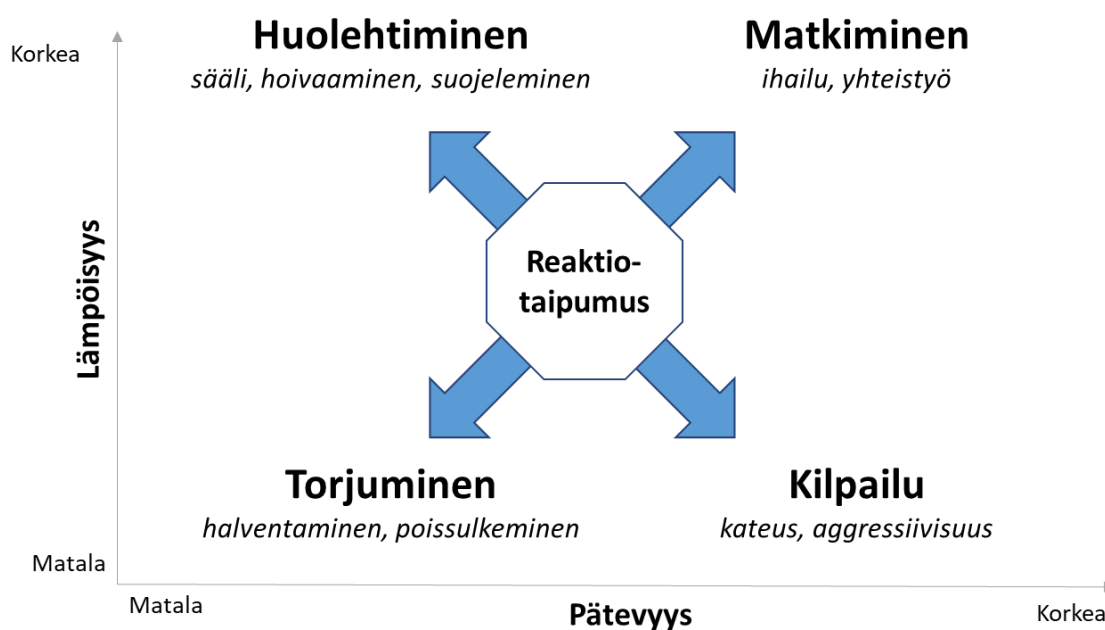 Huolehtiminen
sääli, hoivaaminen, suojeleminen
Matkiminen
ihailu, yhteistyö
Korkea
Lämpöisyys
Reaktio-
taipumus
Torjuminen
halventaminen, poissulkeminen
Kilpailu
kateus, aggressiivisuus
Matala
Matala
Pätevyys
Korkea